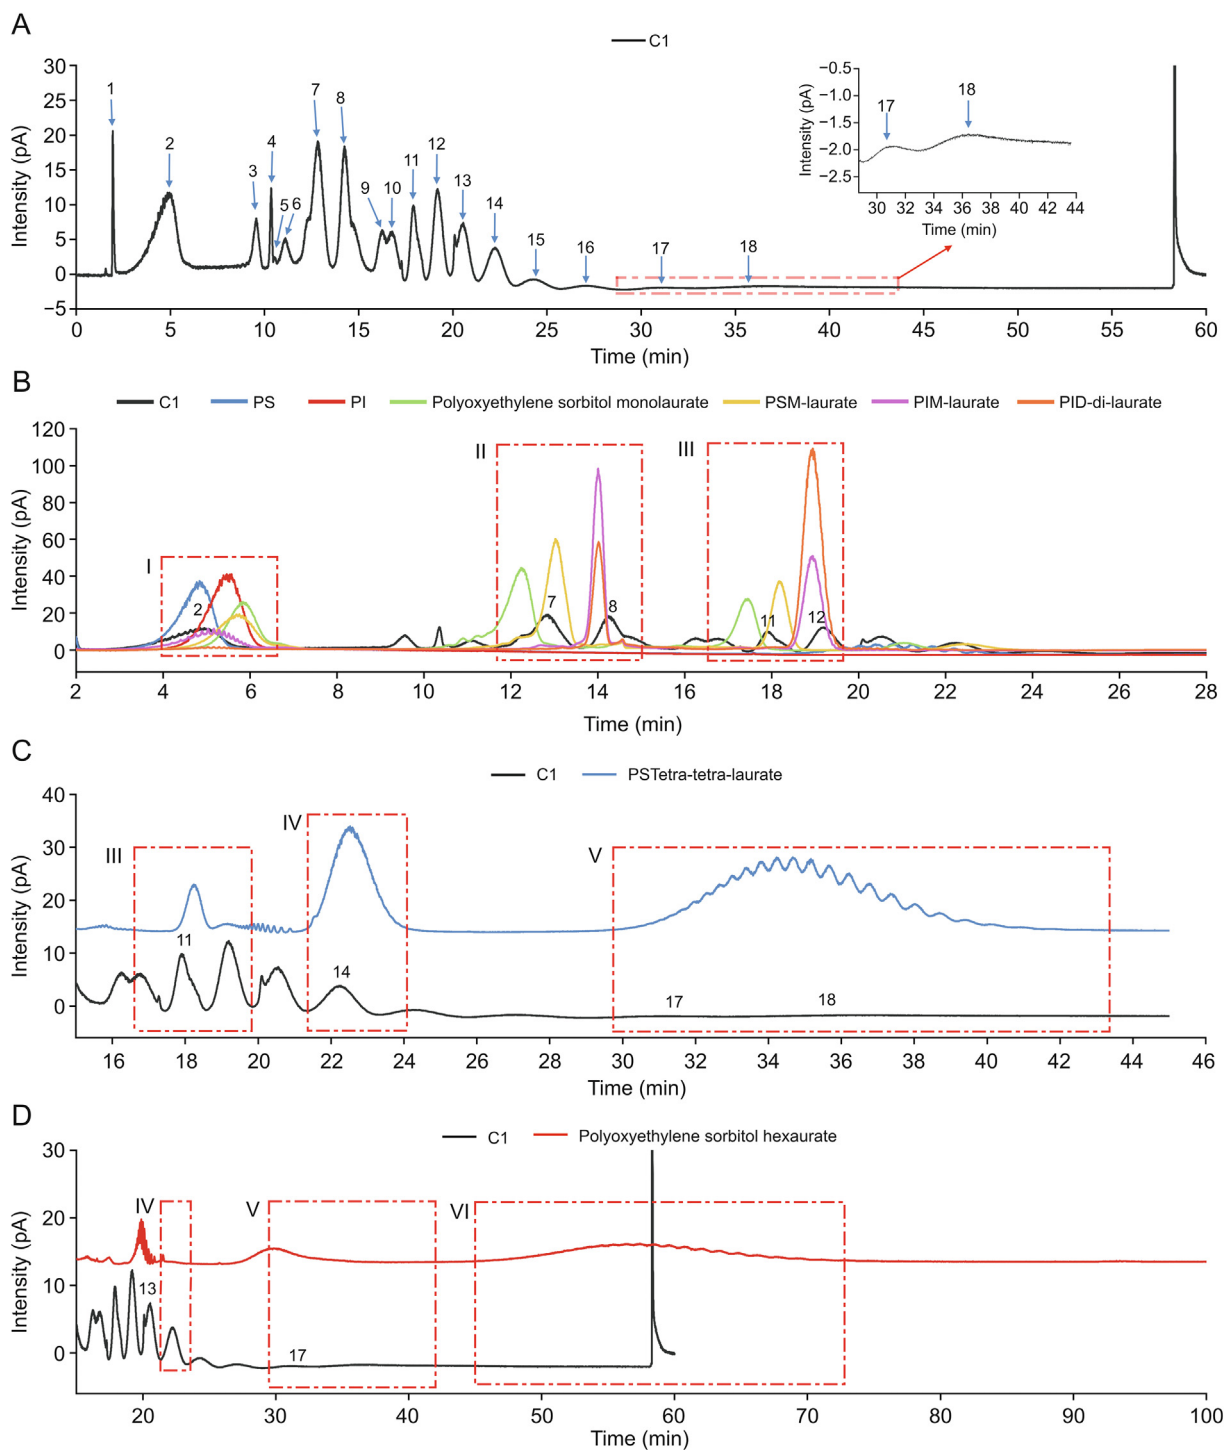 A
C1
30
25
20
15
10
5
0
−5
Intensity (pA)
1
2
3
4
5
6
7
8
9
10
11
12
13
14
15
16
17
18
−0.5
−1.0
−1.5
−2.0
−2.5
Intensity (pA)
17
18
30 32 34 36 38 40 42 44
Time (min)
0 5 10 15 20 25 30 35 40 45 50 55 60
Time (min)
B
C1 PS PI Polyoxyethylene sorbitol monolaurate PSM-laurate PIM-laurate PID-di-laurate
120
100
80
60
40
20
0
Intensity (pA)
I
II
III
2
7
8
11
12
2 4 6 8 10 12 14 16 18 20 22 24 26 28
Time (min)
C
C1 PSTetra-tetra-laurate
40
30
20
10
0
Intensity (pA)
III
IV
V
11
14
17
18
16 18 20 22 24 26 28 30 32 34 36 38 40 42 44 46
Time (min)
D
C1 Polyoxyethylene sorbitol hexaurate
30
20
10
0
Intensity (pA)
IV
V
VI
13
17
20 30 40 50 60 70 80 90 100
Time (min)